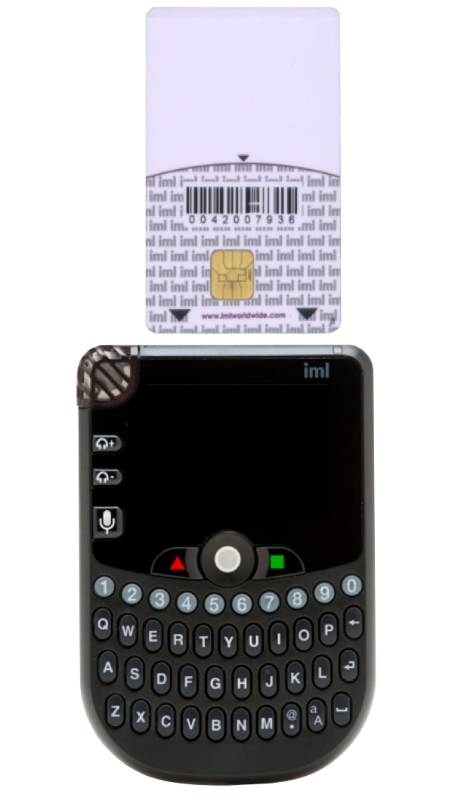 iml iml iml iml iml iml iml
0042007936
www.imlworldwide.com
iml
+
-
1 2 3 4 5 6 7 8 9 0
Q W E R T Y U I O P ←
A S D F G H J K L ↵
Z X C V B N M @ . a A ⎵